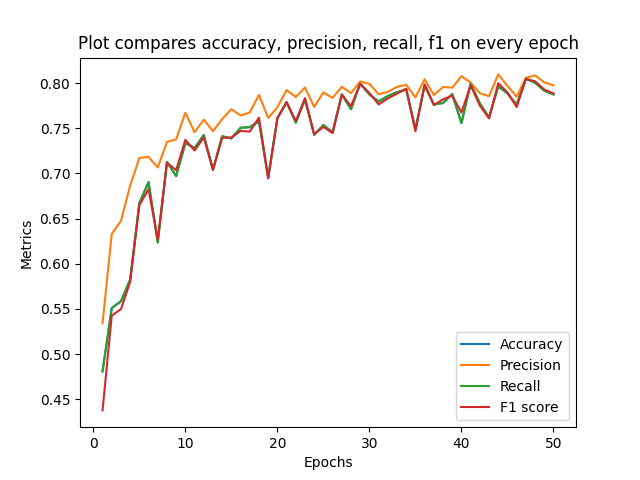 Plot compares accuracy, precision, recall, f1 on every epoch
Metrics
0.80
0.75
0.70
0.65
0.60
0.55
0.50
0.45
0
10
20
30
40
50
Epochs
Accuracy
Precision
Recall
F1 score